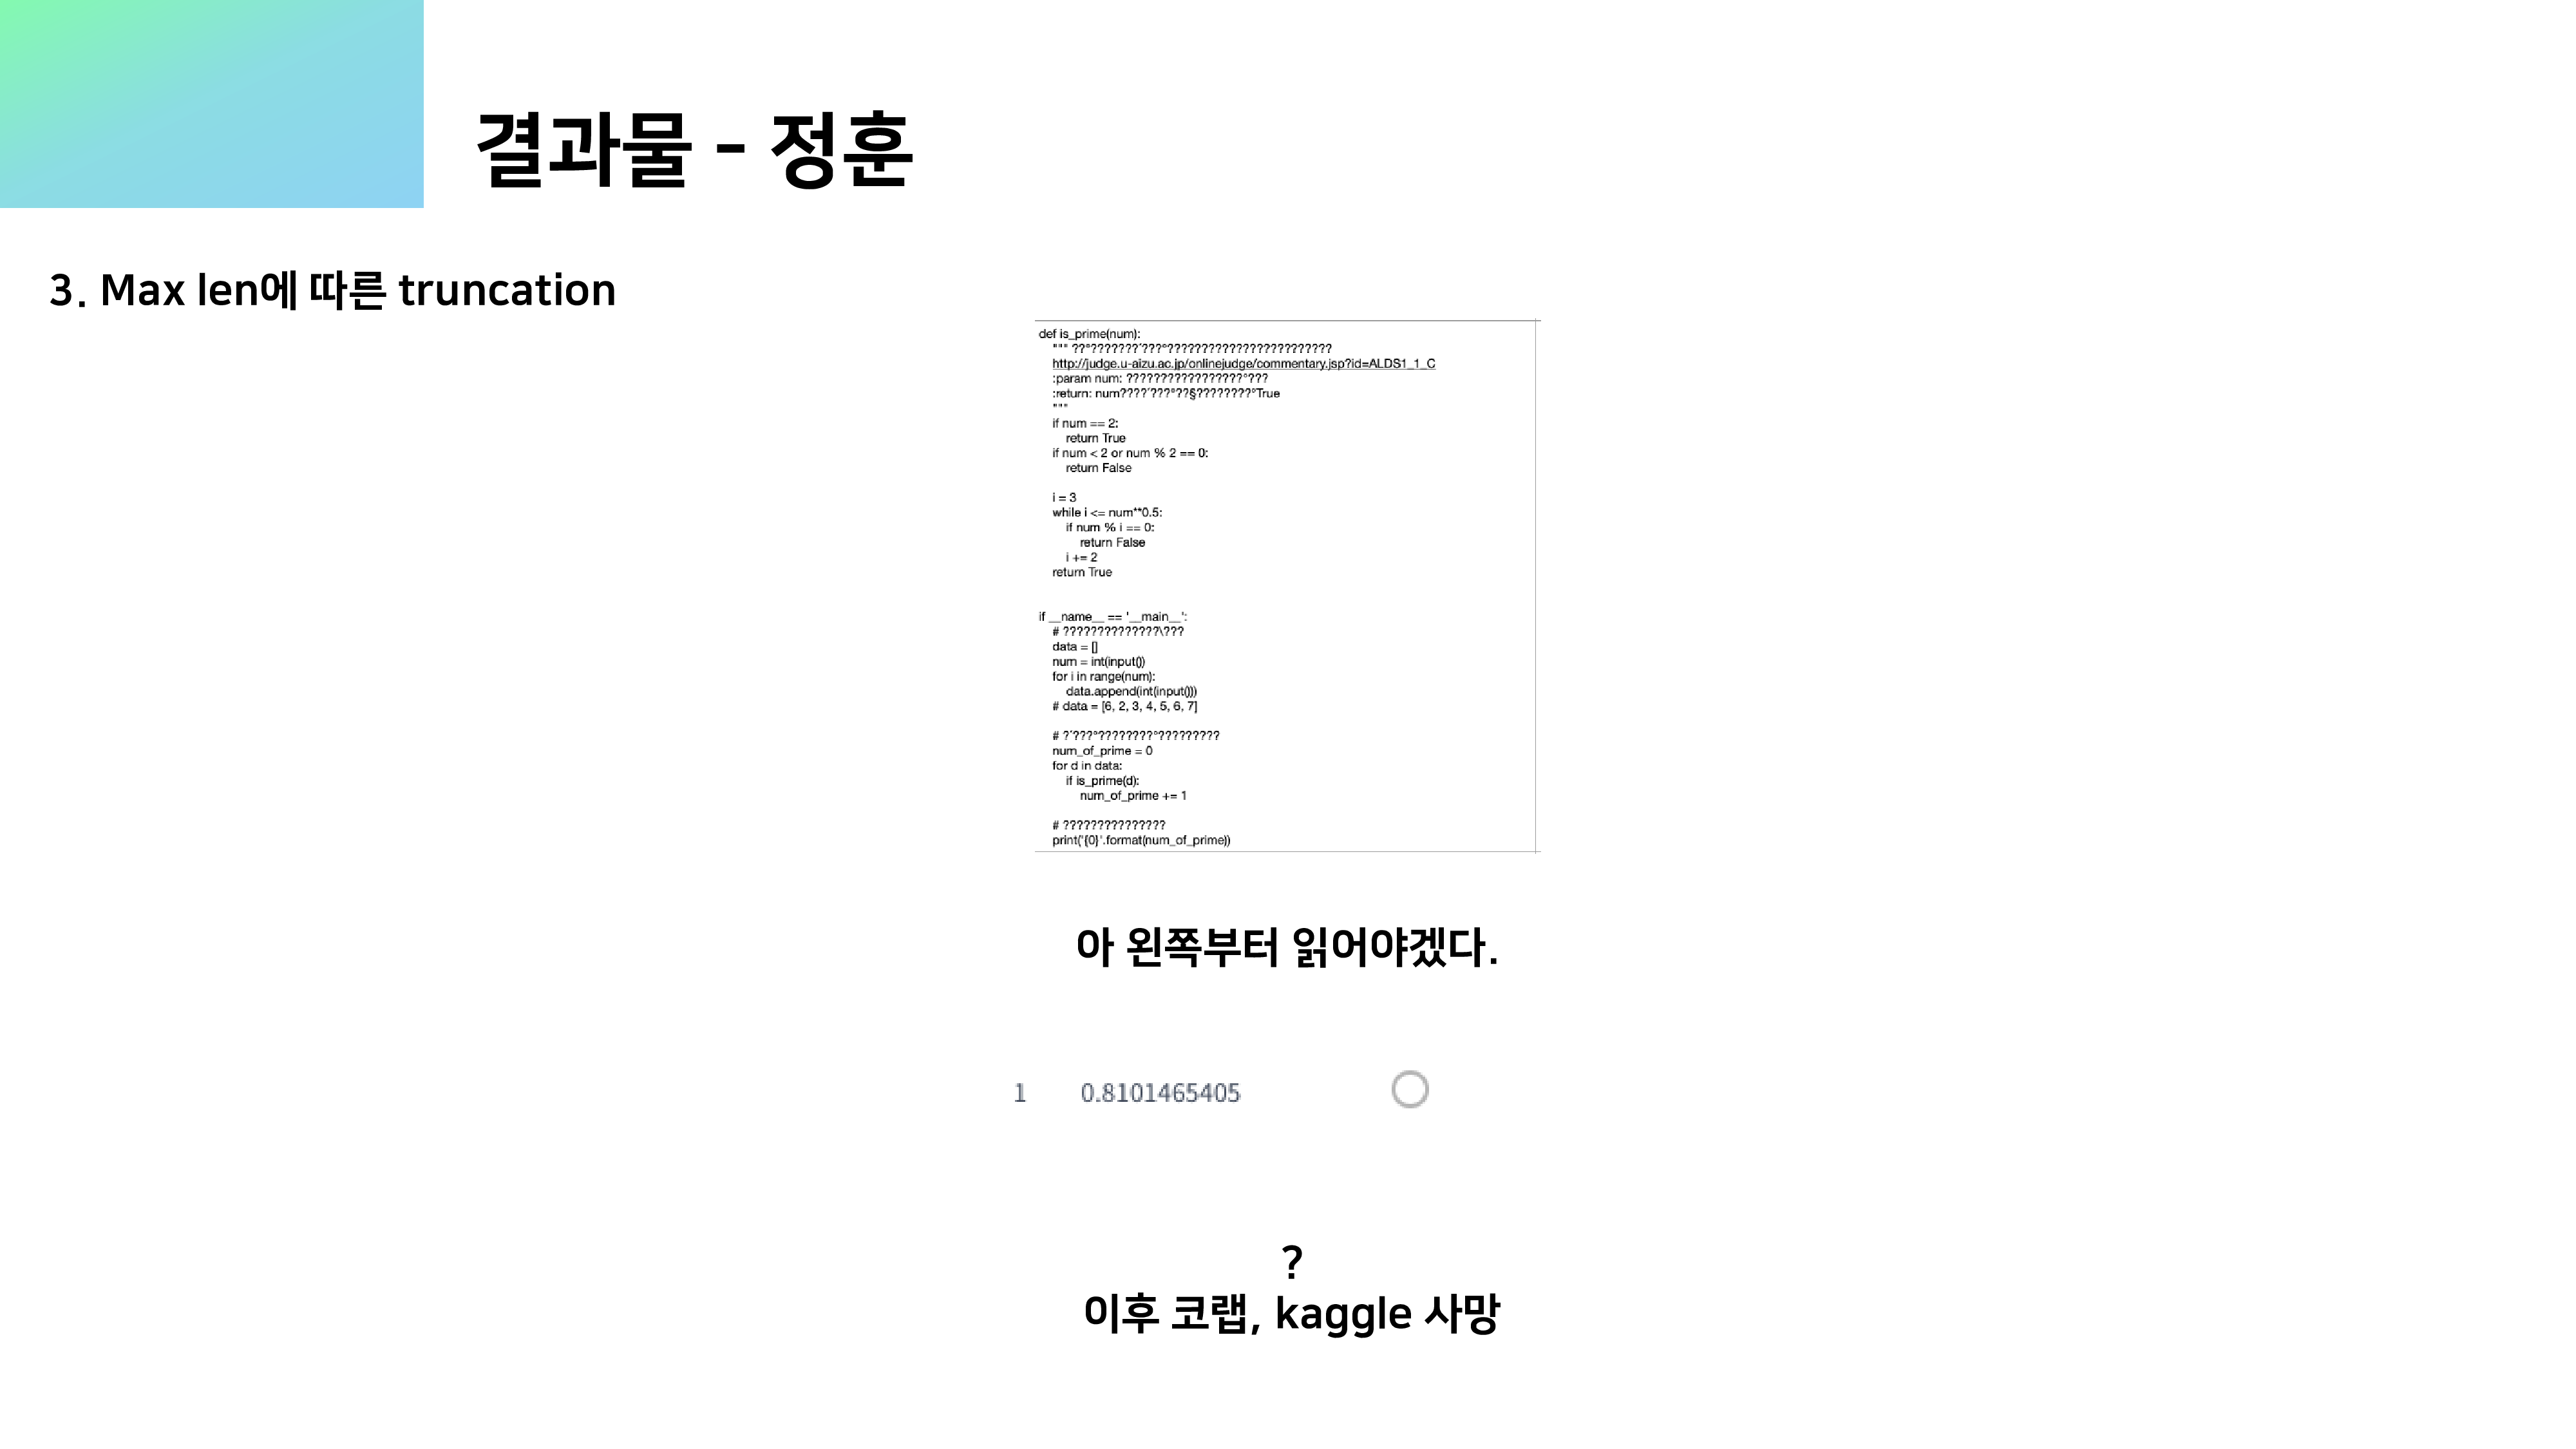 결과물 - 정훈
3. Max len에 따른 truncation
def is_prime(num):
""" ??°???????´???°????????????????????????
http://judge.u-aizu.ac.jp/onlinejudge/commentary.jsp?id=ALDS1_1_C
:param num: ?????????????????°???
:return: num????´???°??§????????°True
"""
if num == 2:
return True
if num < 2 or num % 2 == 0:
return False
i = 3
while i <= num**0.5:
if num % i == 0:
return False
i += 2
return True
if __name__ == '__main__':
# ??????????????\???
data = []
num = int(input())
for i in range(num):
data.append(int(input()))
# data = [6, 2, 3, 4, 5, 6, 7]
# ?´???°????????°?????????
num_of_prime = 0
for d in data:
if is_prime(d):
num_of_prime += 1
# ???????????????
print('{0}'.format(num_of_prime))
아 왼쪽부터 읽어야겠다.
1 0.8101465405
?
이후 코랩, kaggle 사망